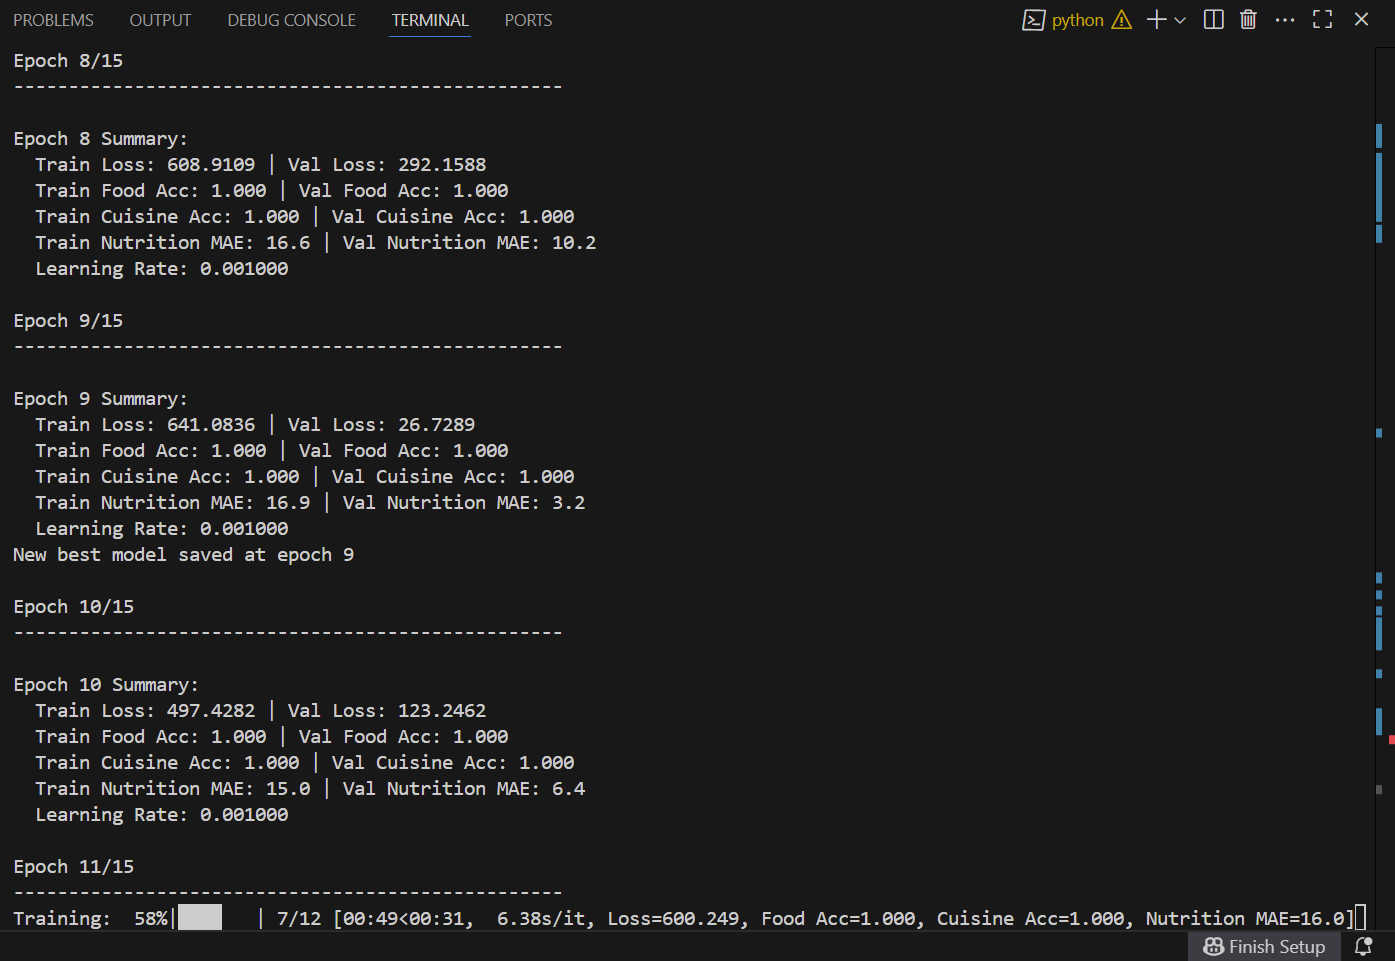 PROBLEMS OUTPUT DEBUG CONSOLE TERMINAL PORTS python
Epoch 8/15
--------------------------------------------------
Epoch 8 Summary:
Train Loss: 608.9109 | Val Loss: 292.1588
Train Food Acc: 1.000 | Val Food Acc: 1.000
Train Cuisine Acc: 1.000 | Val Cuisine Acc: 1.000
Train Nutrition MAE: 16.6 | Val Nutrition MAE: 10.2
Learning Rate: 0.001000
Epoch 9/15
--------------------------------------------------
Epoch 9 Summary:
Train Loss: 641.0836 | Val Loss: 26.7289
Train Food Acc: 1.000 | Val Food Acc: 1.000
Train Cuisine Acc: 1.000 | Val Cuisine Acc: 1.000
Train Nutrition MAE: 16.9 | Val Nutrition MAE: 3.2
Learning Rate: 0.001000
New best model saved at epoch 9
Epoch 10/15
--------------------------------------------------
Epoch 10 Summary:
Train Loss: 497.4282 | Val Loss: 123.2462
Train Food Acc: 1.000 | Val Food Acc: 1.000
Train Cuisine Acc: 1.000 | Val Cuisine Acc: 1.000
Train Nutrition MAE: 15.0 | Val Nutrition MAE: 6.4
Learning Rate: 0.001000
Epoch 11/15
--------------------------------------------------
Training:  58%|████   | 7/12 [00:49<00:31,  6.38s/it, Loss=600.249, Food Acc=1.000, Cuisine Acc=1.000, Nutrition MAE=16.0]
Finish Setup